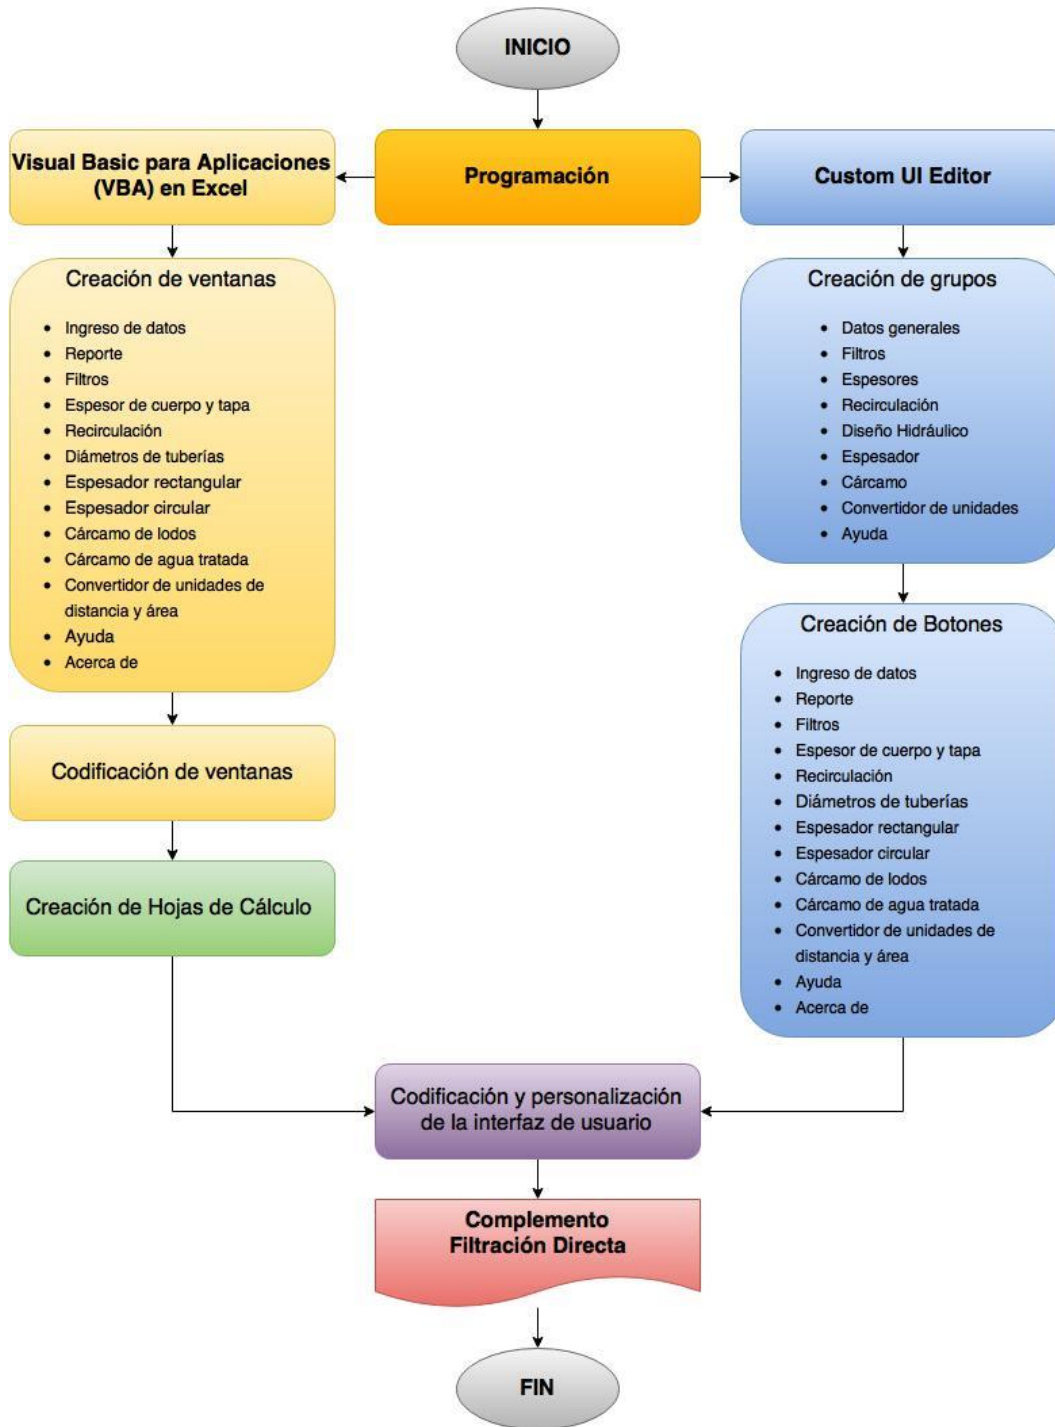 INICIO
Visual Basic para Aplicaciones
(VBA) en Excel
Programación
Custom UI Editor
Creación de ventanas
• Ingreso de datos
• Reporte
• Filtros
• Espesor de cuerpo y tapa
• Recirculación
• Diámetros de tuberías
• Espesador rectangular
• Espesador circular
• Cárcamo de lodos
• Cárcamo de agua tratada
• Convertidor de unidades de
distancia y área
• Ayuda
• Acerca de
Codificación de ventanas
Creación de Hojas de Cálculo
Creación de grupos
• Datos generales
• Filtros
• Espesores
• Recirculación
• Diseño Hidráulico
• Espesador
• Cárcamo
• Convertidor de unidades
• Ayuda
Creación de Botones
• Ingreso de datos
• Reporte
• Filtros
• Espesor de cuerpo y tapa
• Recirculación
• Diámetros de tuberías
• Espesador rectangular
• Espesador circular
• Cárcamo de lodos
• Cárcamo de agua tratada
• Convertidor de unidades de
distancia y área
• Ayuda
• Acerca de
Codificación y personalización
de la interfaz de usuario
Complemento
Filtración Directa
FIN